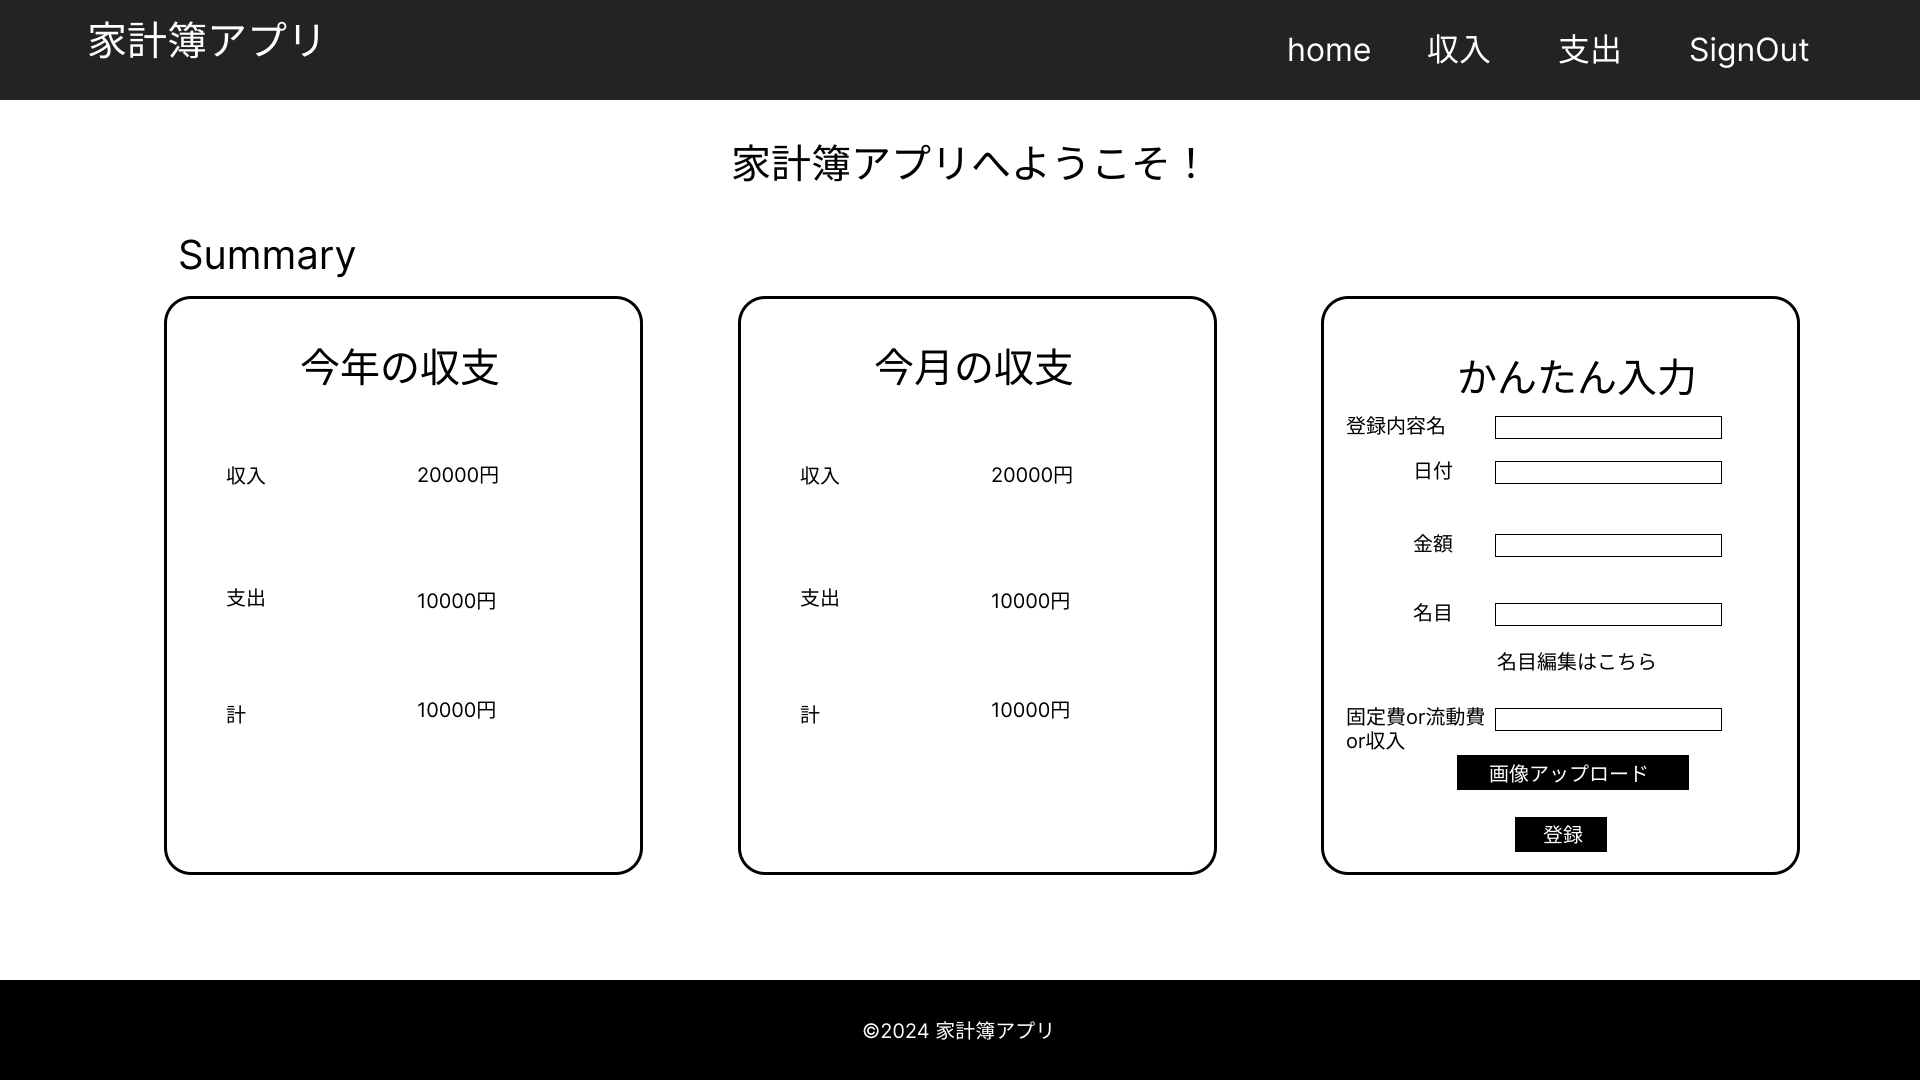 家計簿アプリ
home 収入 支出 SignOut
家計簿アプリへようこそ！
Summary
今年の収支
収入 20000円
支出 10000円
計 10000円
今月の収支
収入 20000円
支出 10000円
計 10000円
かんたん入力
登録内容名
日付
金額
名目
名目編集はこちら
固定費or流動費
or収入
画像アップロード
登録
©2024 家計簿アプリ